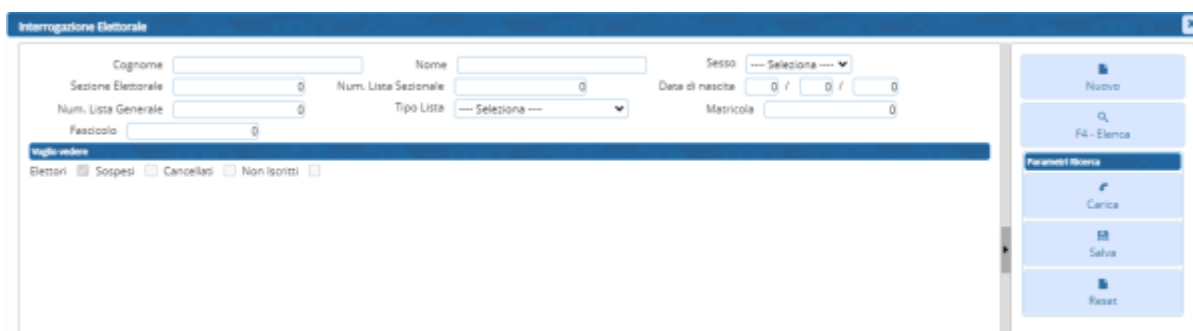 Interrogazione Elettorale
Cognome Nome Sesso ---- Seleziona ----
Sezione Elettorale 0 Num. Lista Sezionale 0 Data di nascita 0 / 0 / 0
Num. Lista Generale 0 Tipo Lista ---- Seleziona ---- Matricola 0
Fascicolo 0
Voglio vedere
Elettori Sospesi Cancellati Non Iscritti
Nuovo
F4 - Elenca
Parametri Ricerca
Carica
Salva
Reset